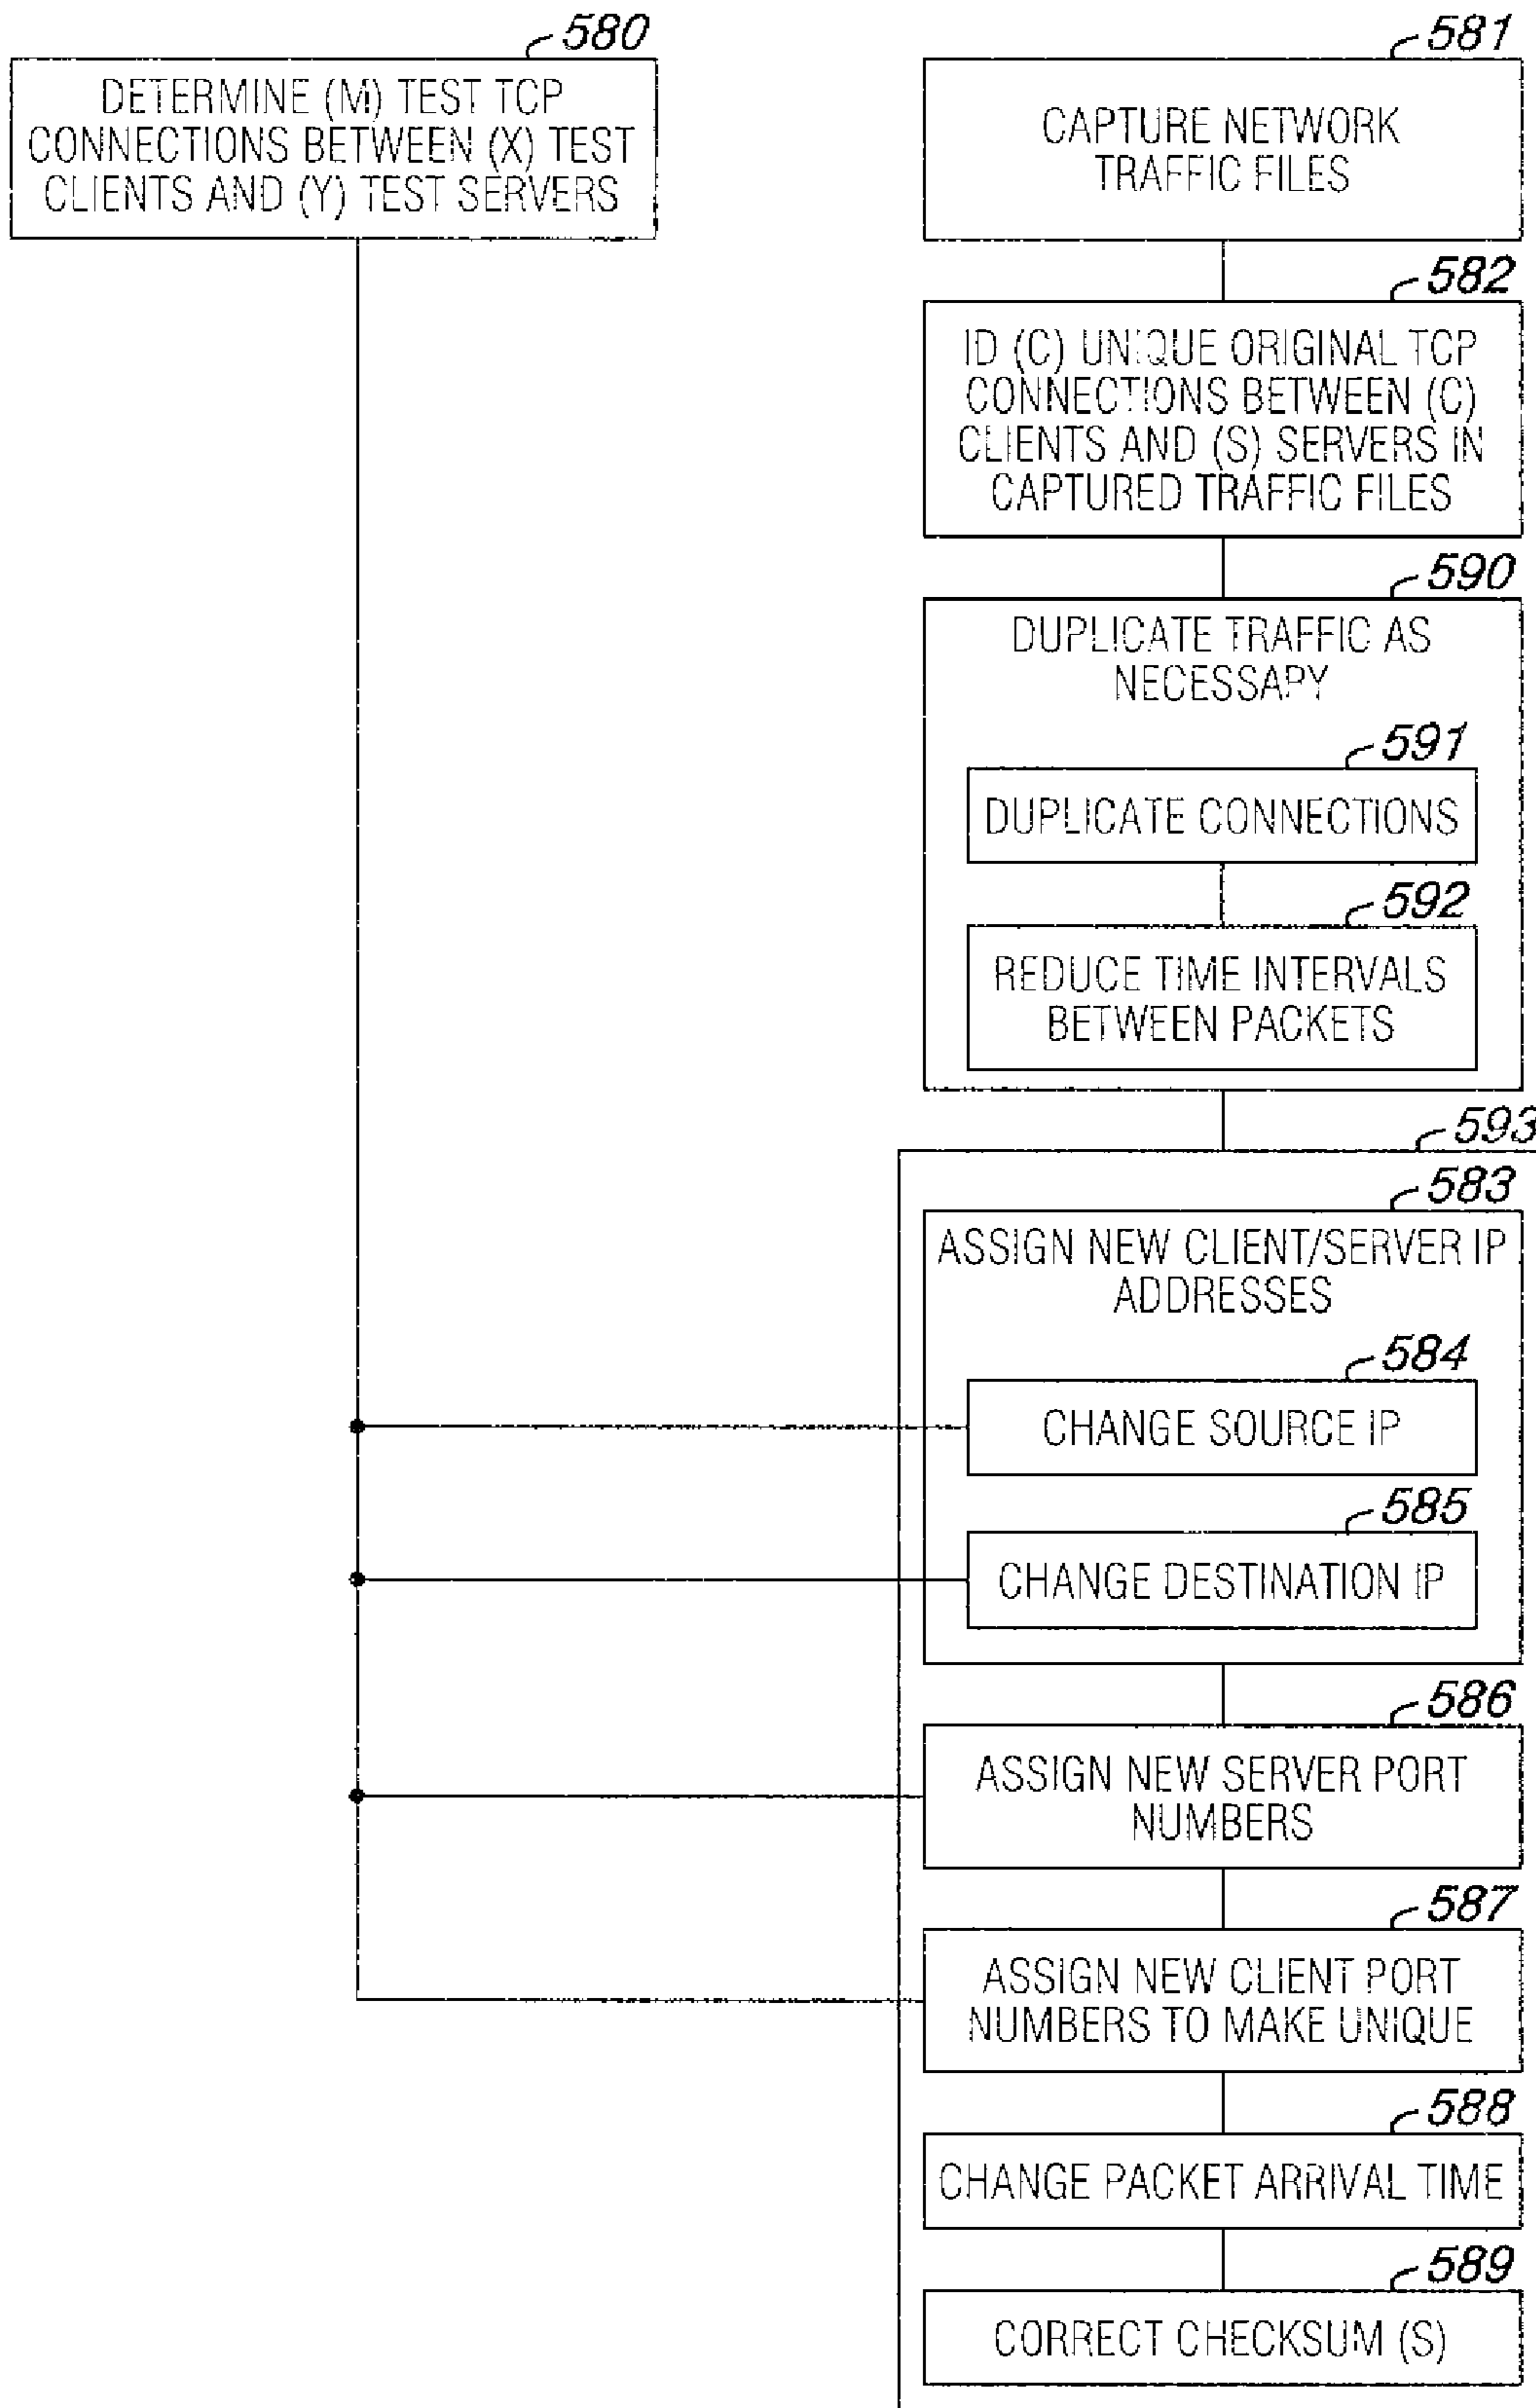 580
DETERMINE (M) TEST TCP
CONNECTIONS BETWEEN (X) TEST
CLIENTS AND (Y) TEST SERVERS
581
CAPTURE NETWORK
TRAFFIC FILES
582
ID (C) UNIQUE ORIGINAL TCP
CONNECTIONS BETWEEN (C)
CLIENTS AND (S) SERVERS IN
CAPTURED TRAFFIC FILES
590
DUPLICATE TRAFFIC AS
NECESSARY
591
DUPLICATE CONNECTIONS
592
REDUCE TIME INTERVALS
BETWEEN PACKETS
593
583
ASSIGN NEW CLIENT/SERVER IP
ADDRESSES
584
CHANGE SOURCE IP
585
CHANGE DESTINATION IP
586
ASSIGN NEW SERVER PORT
NUMBERS
587
ASSIGN NEW CLIENT PORT
NUMBERS TO MAKE UNIQUE
588
CHANGE PACKET ARRIVAL TIME
589
CORRECT CHECKSUM (S)